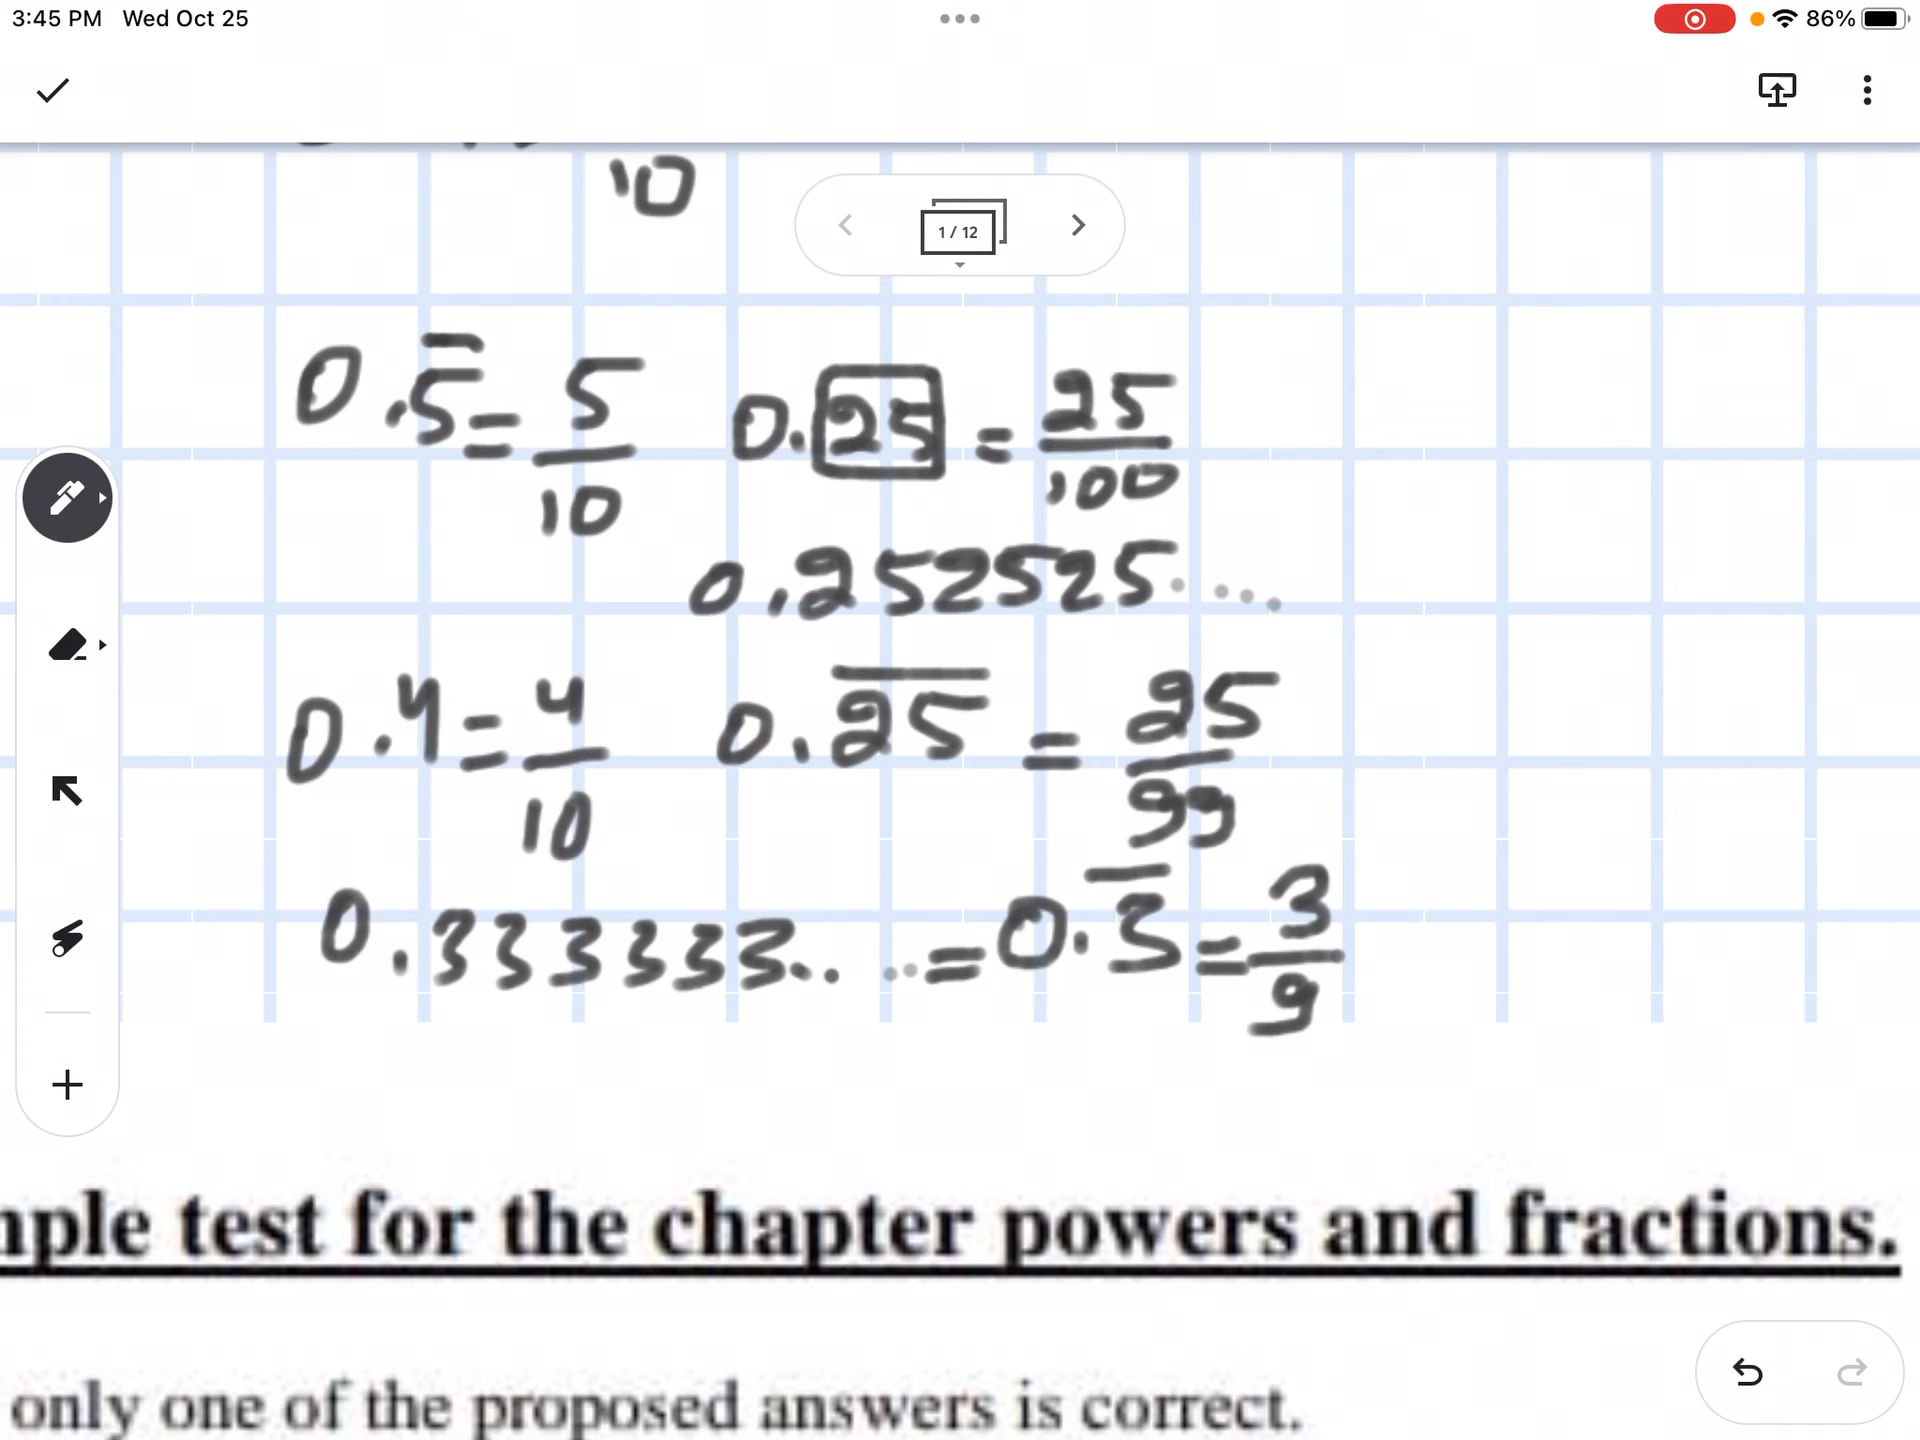 3:45 PM Wed Oct 25 86%
10
1 / 12
0.5̅ = 5/10 0.25 = 25/100
0.252525....
0.4 = 4/10 0.2̅5̅ = 25/99
0.333333.... = 0.3̅ = 3/9
mple test for the chapter powers and fractions.
only one of the proposed answers is correct.